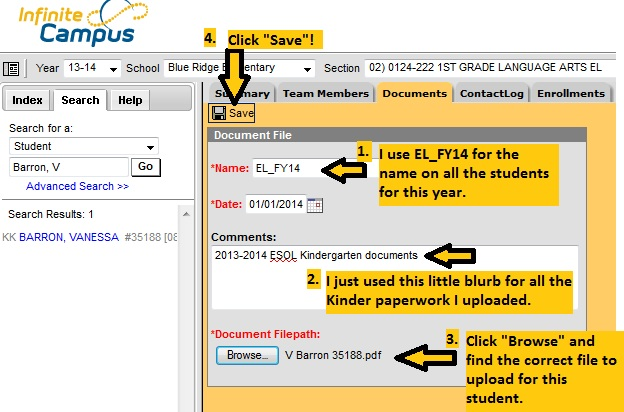 Infinite
Campus
4. Click "Save"!
Year 13-14 School Blue Ridge Elementary Section 02) 0124-222 1ST GRADE LANGUAGE ARTS EL
Index Search Help
Summary Team Members Documents ContactLog Enrollments
Save
Search for a:
Student
Barron, V Go
Advanced Search >>
Search Results: 1
KK BARRON, VANESSA #35188 [08
Document File
*Name: EL_FY14
1. I use EL_FY14 for the
name on all the students
for this year.
*Date: 01/01/2014
Comments:
2013-2014 ESOL Kindergarten documents
2. I just used this little blurb for all the
Kinder paperwork I uploaded.
*Document Filepath:
Browse... V Barron 35188.pdf
3. Click "Browse" and
find the correct file to
upload for this
student.